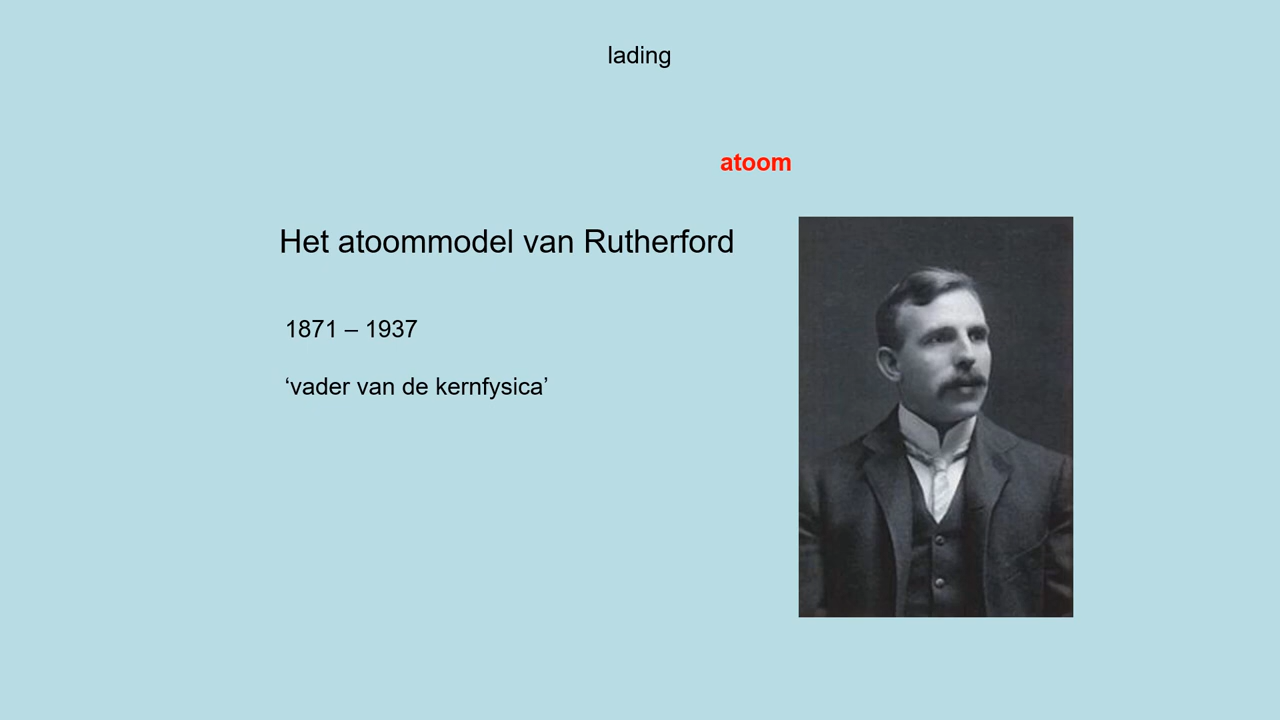 lading
atoom
Het atoommodel van Rutherford
1871 – 1937
‘vader van de kernfysica’